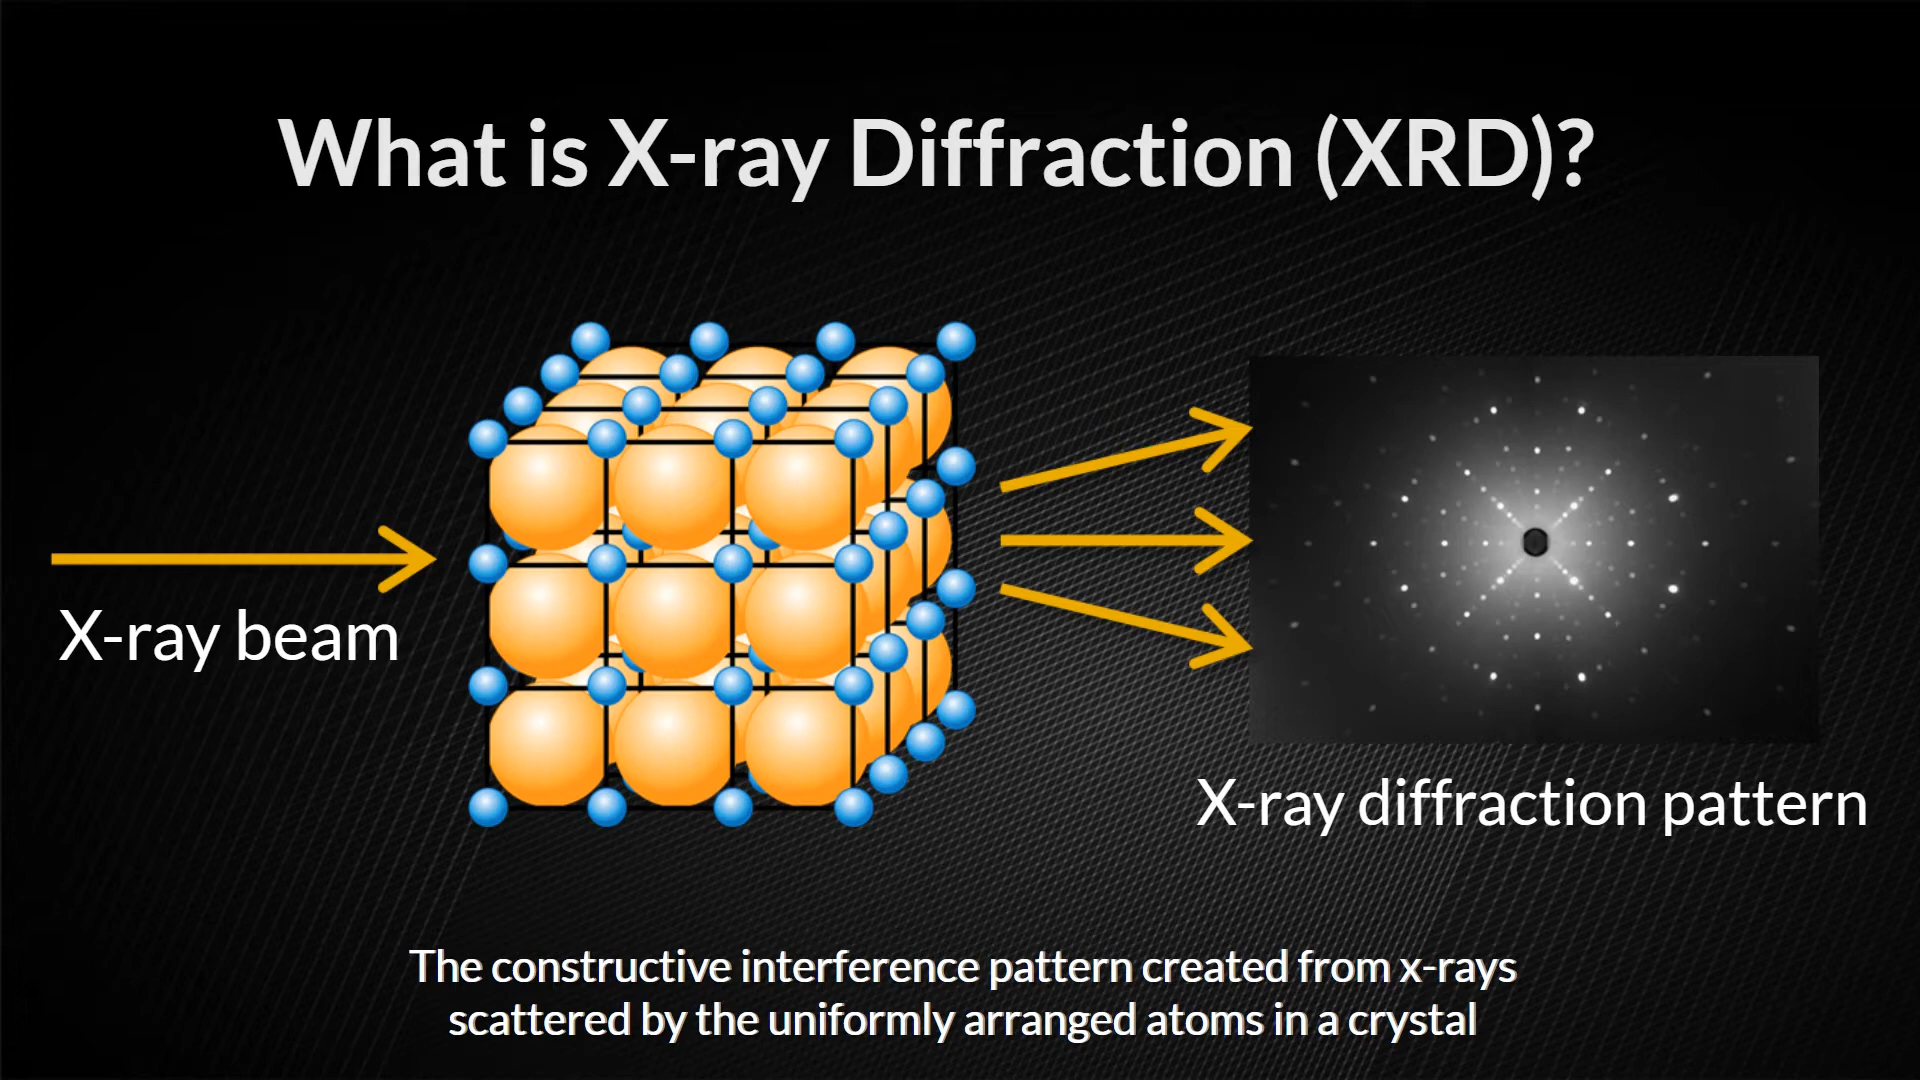 What is X-ray Diffraction (XRD)?
X-ray beam
X-ray diffraction pattern
The constructive interference pattern created from x-rays
scattered by the uniformly arranged atoms in a crystal